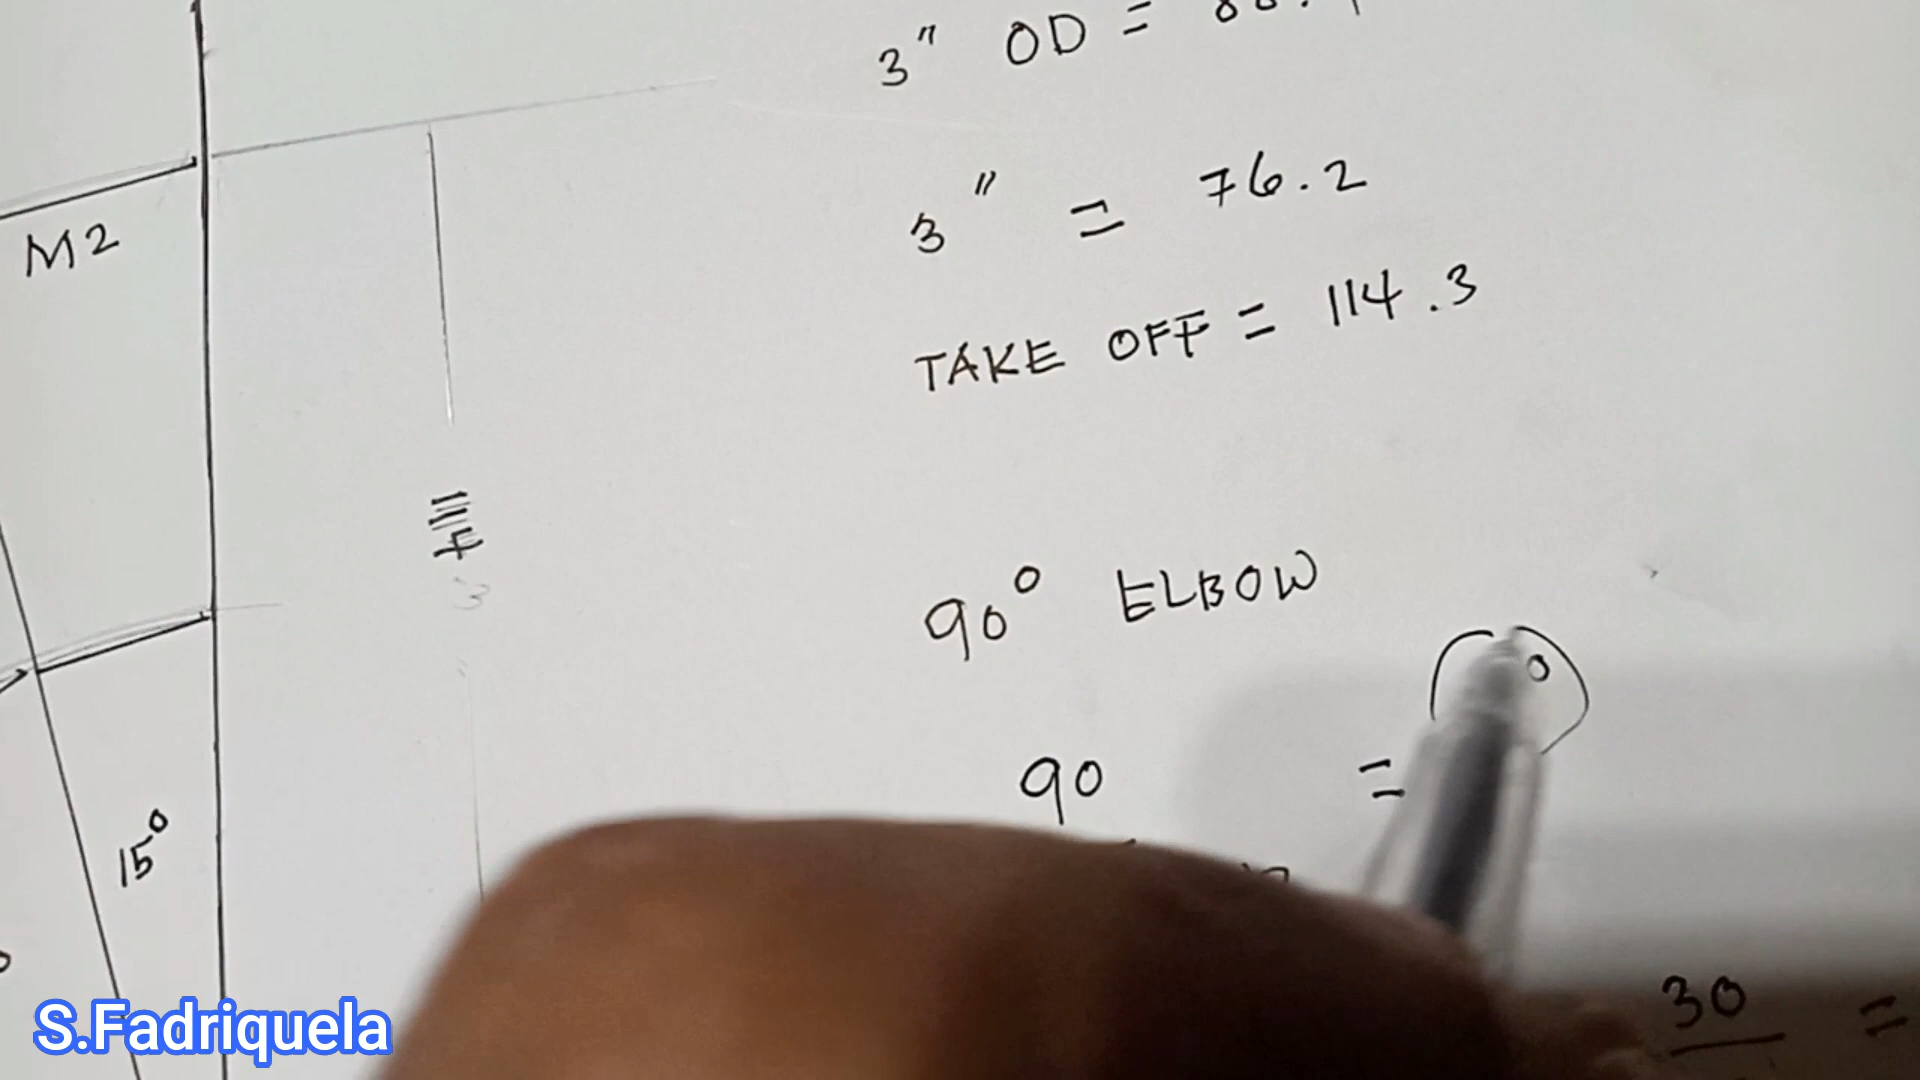 3" OD =
3" = 76.2
TAKE OFF = 114.3
M2
90° ELBOW
90 =
15°
30 =
S.Fadriquela